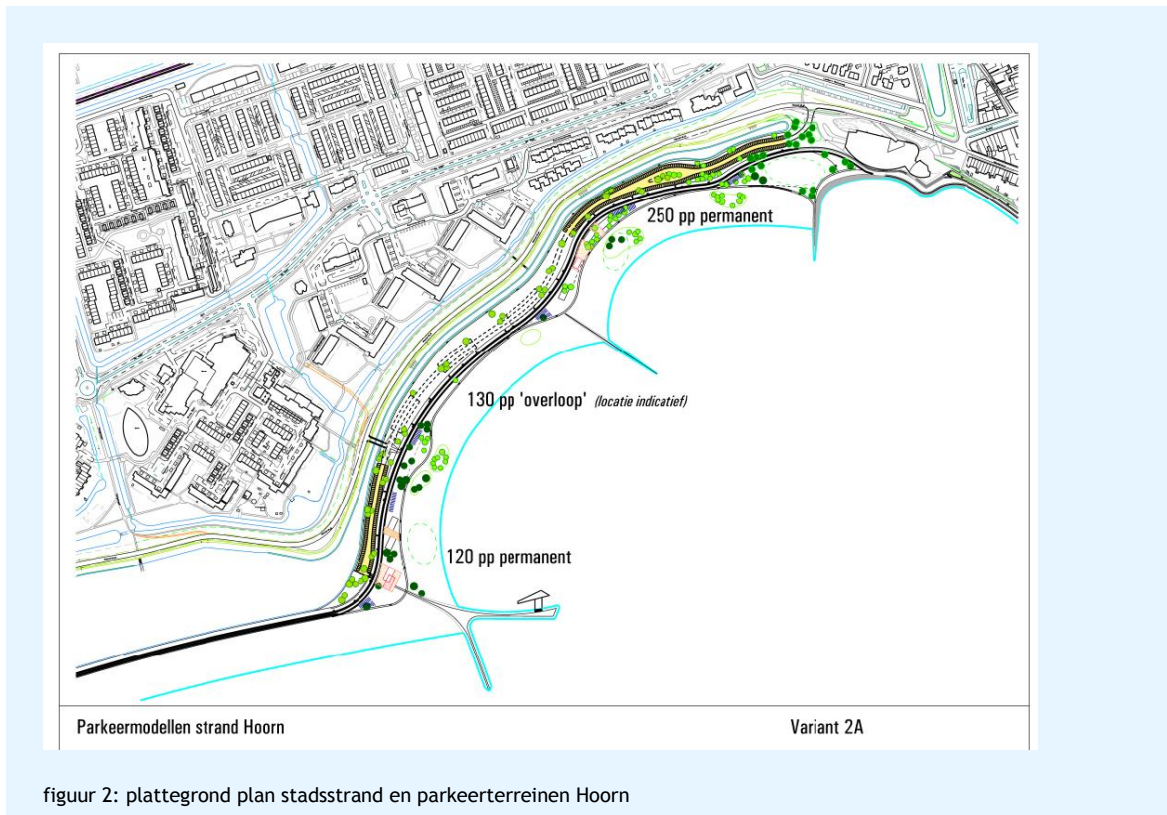 250 pp permanent
130 pp 'overloop' (locatie indicatief)
120 pp permanent
Parkeermodellen strand Hoorn
Variant 2A
figuur 2: plattegrond plan stadsstrand en parkeerterreinen Hoorn